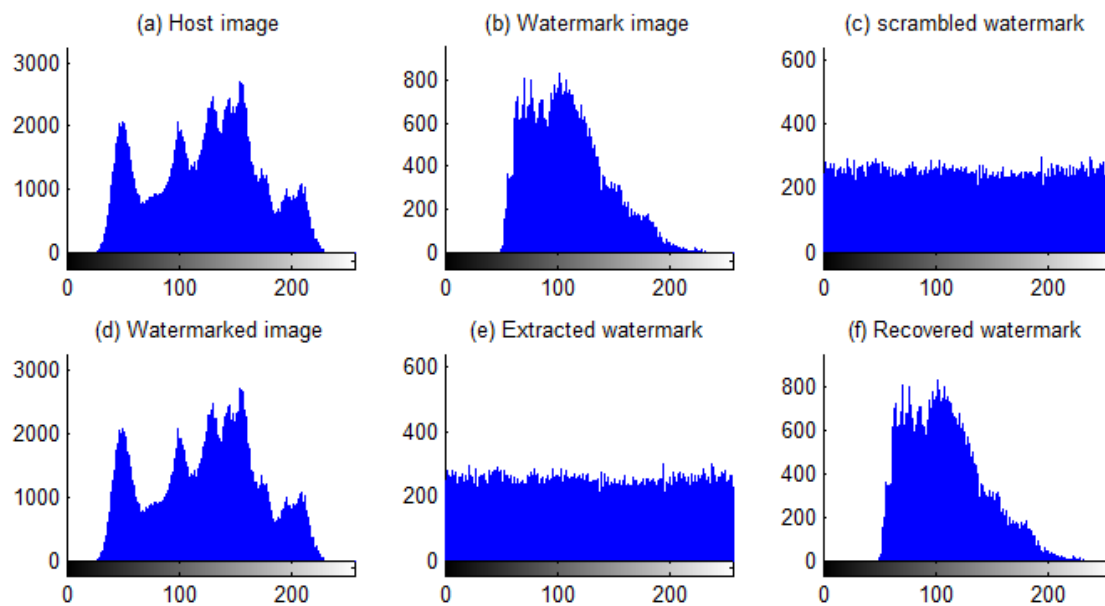 (a) Host image
3000
2000
1000
0
0 100 200
(b) Watermark image
800
600
400
200
0
0 100 200
(c) scrambled watermark
600
400
200
0
0 100 200
(d) Watermarked image
3000
2000
1000
0
0 100 200
(e) Extracted watermark
600
400
200
0
0 100 200
(f) Recovered watermark
800
600
400
200
0
0 100 200